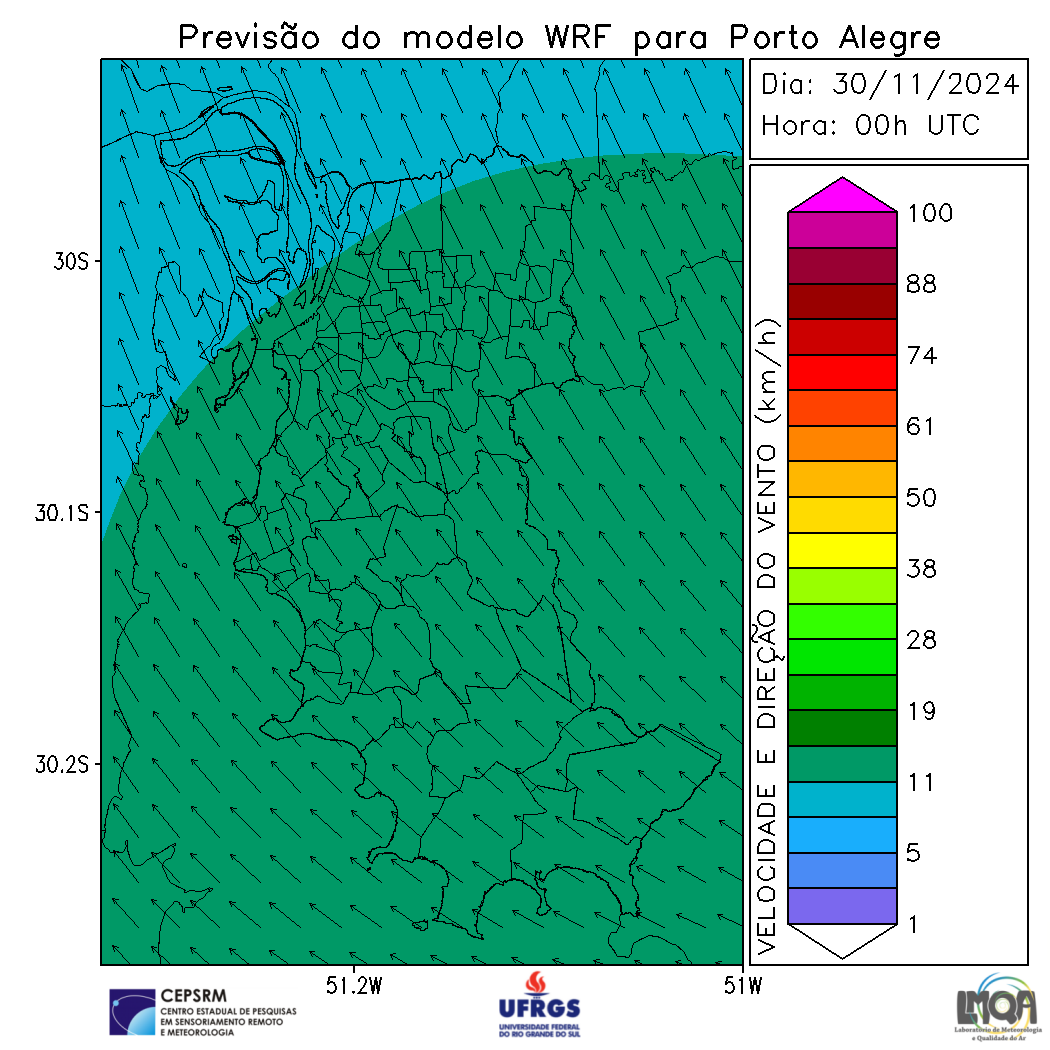 Previsão do modelo WRF para Porto Alegre
Dia: 30/11/2024
Hora: 00h UTC
30S
30.1S
30.2S
51.2W
51W
VELOCIDADE E DIREÇÃO DO VENTO (km/h)
100
88
74
61
50
38
28
19
11
5
1
CEPSRM
CENTRO ESTADUAL DE PESQUISAS
EM SENSORIAMENTO REMOTO
E METEOROLOGIA
UFRGS
UNIVERSIDADE FEDERAL
DO RIO GRANDE DO SUL
LMQA
Laboratório de Meteorologia
e Qualidade do Ar